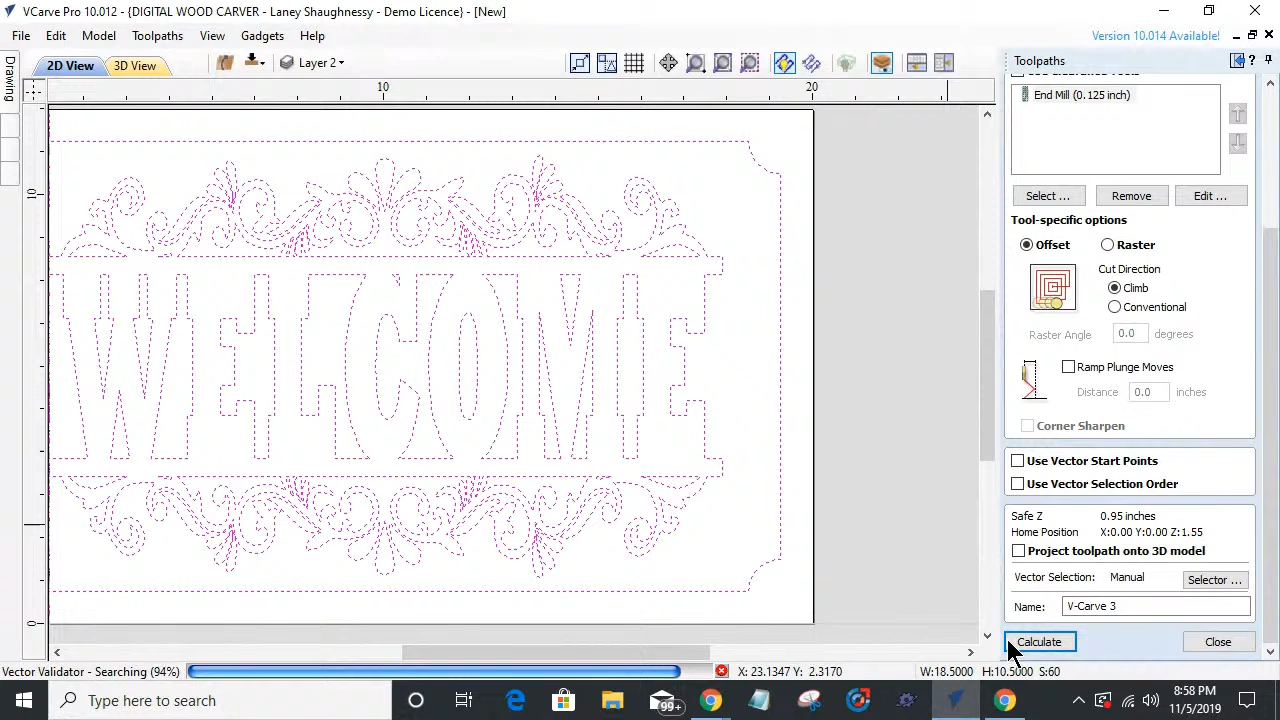 VCarve Pro 10.012 - {DIGITAL WOOD CARVER - Laney Shaughnessy - Demo Licence} - [New]
File Edit Model Toolpaths View Gadgets Help
Version 10.014 Available!
Drawing
2D View
3D View
Layer 2
Toolpaths
10
20
10
0
WELCOME
End Mill (0.125 inch)
Select ...
Remove
Edit ...
Tool-specific options
Offset
Raster
Cut Direction
Climb
Conventional
Raster Angle 0.0 degrees
Ramp Plunge Moves
Distance 0.0 inches
Corner Sharpen
Use Vector Start Points
Use Vector Selection Order
Safe Z 0.95 inches
Home Position X:0.00 Y:0.00 Z:1.55
Project toolpath onto 3D model
Vector Selection: Manual Selector ...
Name: V-Carve 3
Calculate
Close
Vector Validator - Searching (94%)
X: 23.1347 Y: 2.3170
W:18.5000 H:10.5000 S:60
Type here to search
99+
8:58 PM
11/5/2019